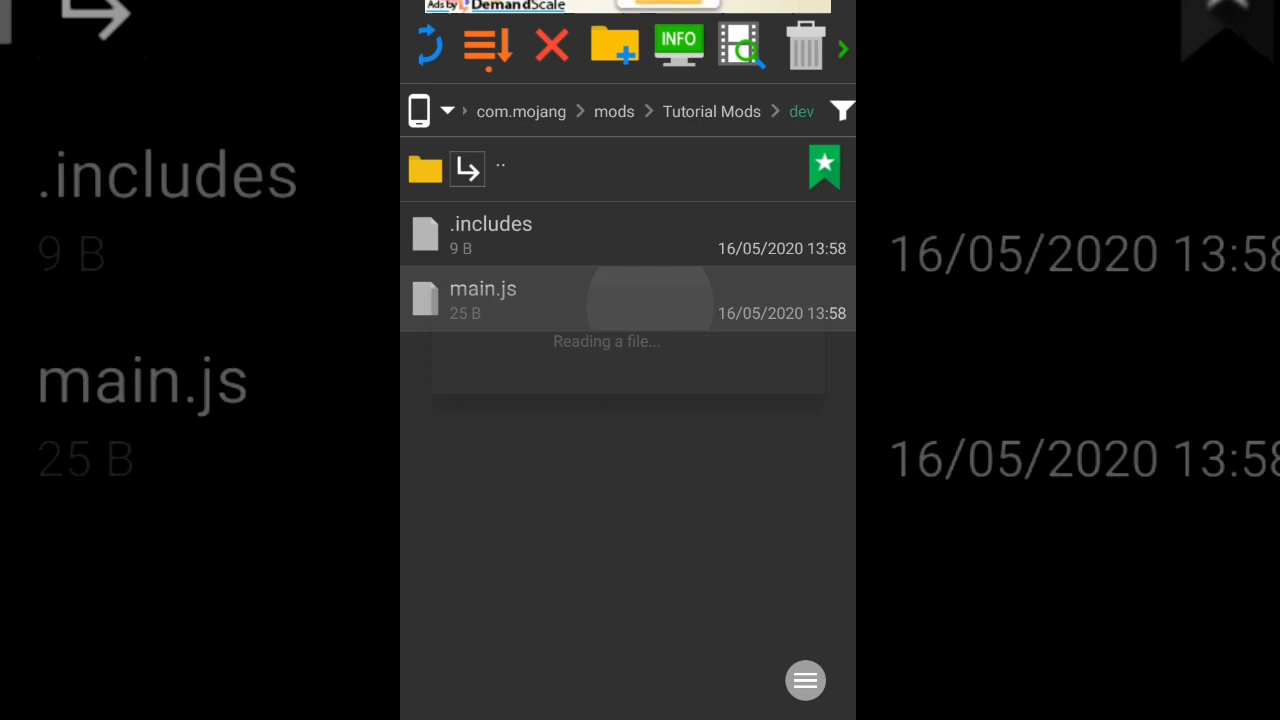 Ads by DemandScale
INFO
com.mojang mods Tutorial Mods dev
..
.includes
9 B 16/05/2020 13:58
main.js
25 B 16/05/2020 13:58
Reading a file...
.includes
9 B 16/05/2020 13:58
main.js
25 B 16/05/2020 13:58